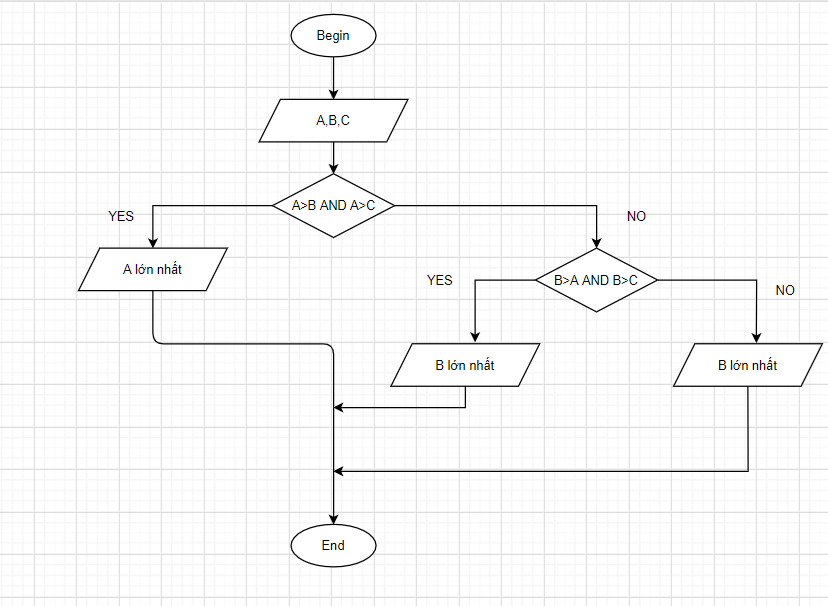 Begin
A,B,C
A>B AND A>C
YES
NO
A lớn nhất
B>A AND B>C
YES
NO
B lớn nhất
B lớn nhất
End